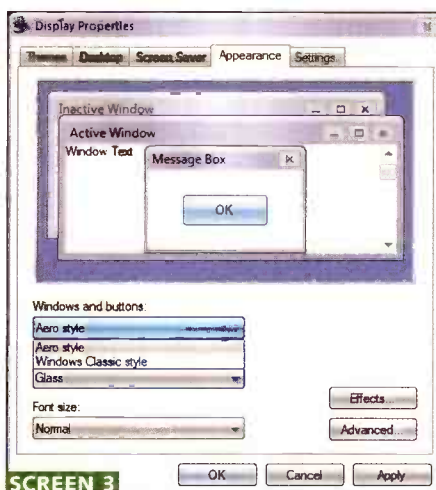 Display Properties
Themes Desktop Screen Saver Appearance Settings
Inactive Window
Active Window
Window Text
Message Box
OK
Windows and buttons:
Aero style
Aero style
Windows Classic style
Glass
Font size:
Normal
Effects...
Advanced...
OK Cancel Apply
SCREEN 3